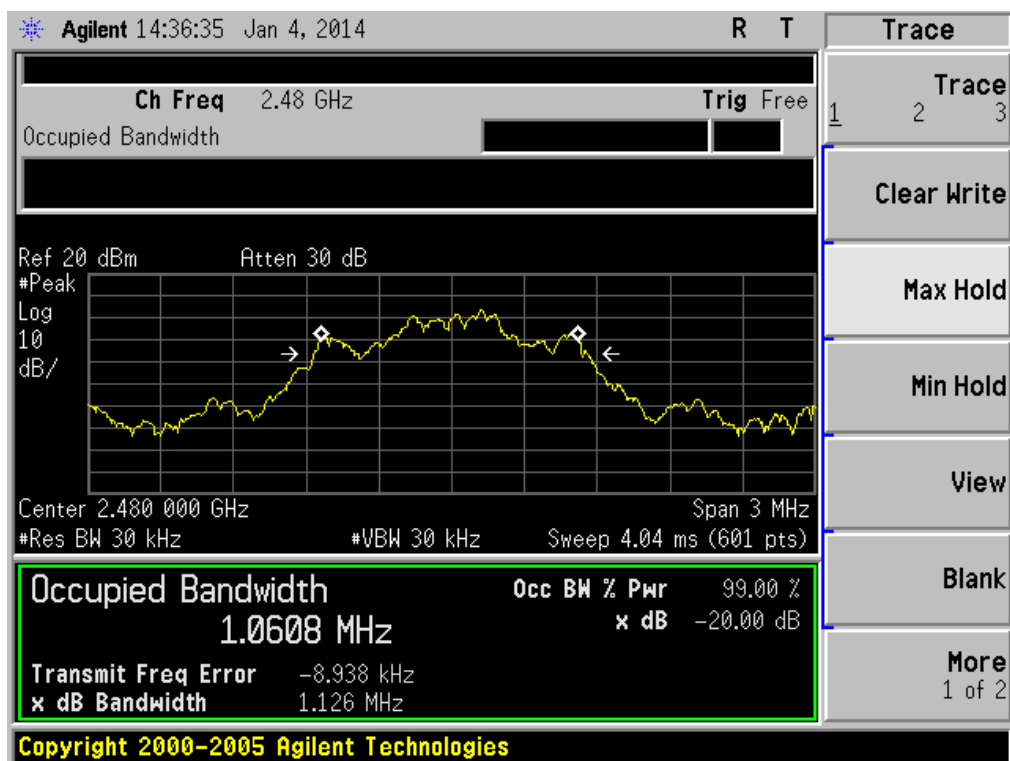 Agilent 14:36:35 Jan 4, 2014 R T
Trace
Ch Freq 2.48 GHz Trig Free
Occupied Bandwidth
Trace
1 2 3
Clear Write
Max Hold
Min Hold
View
Blank
More
1 of 2
Ref 20 dBm Atten 30 dB
#Peak
Log
10
dB/
Center 2.480 000 GHz Span 3 MHz
#Res BW 30 kHz #VBW 30 kHz Sweep 4.04 ms (601 pts)
Occupied Bandwidth
1.0608 MHz
Occ BW % Pwr 99.00 %
x dB -20.00 dB
Transmit Freq Error -8.938 kHz
x dB Bandwidth 1.126 MHz
Copyright 2000-2005 Agilent Technologies